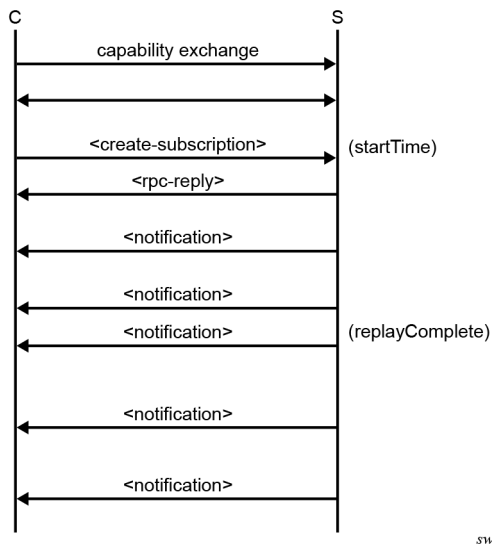 C S
capability exchange
<create-subscription> (startTime)
<rpc-reply>
<notification>
<notification>
<notification> (replayComplete)
<notification>
<notification>
sw